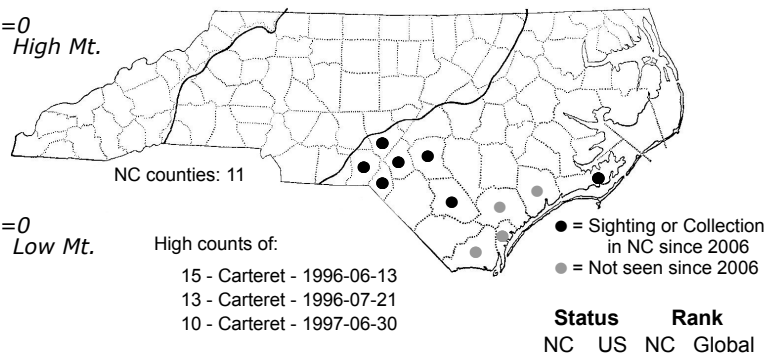 =0
High Mt.
NC counties: 11
=0
Low Mt.
High counts of:
15 - Carteret - 1996-06-13
13 - Carteret - 1996-07-21
10 - Carteret - 1997-06-30
● = Sighting or Collection
in NC since 2006
● = Not seen since 2006
Status Rank
NC US NC Global